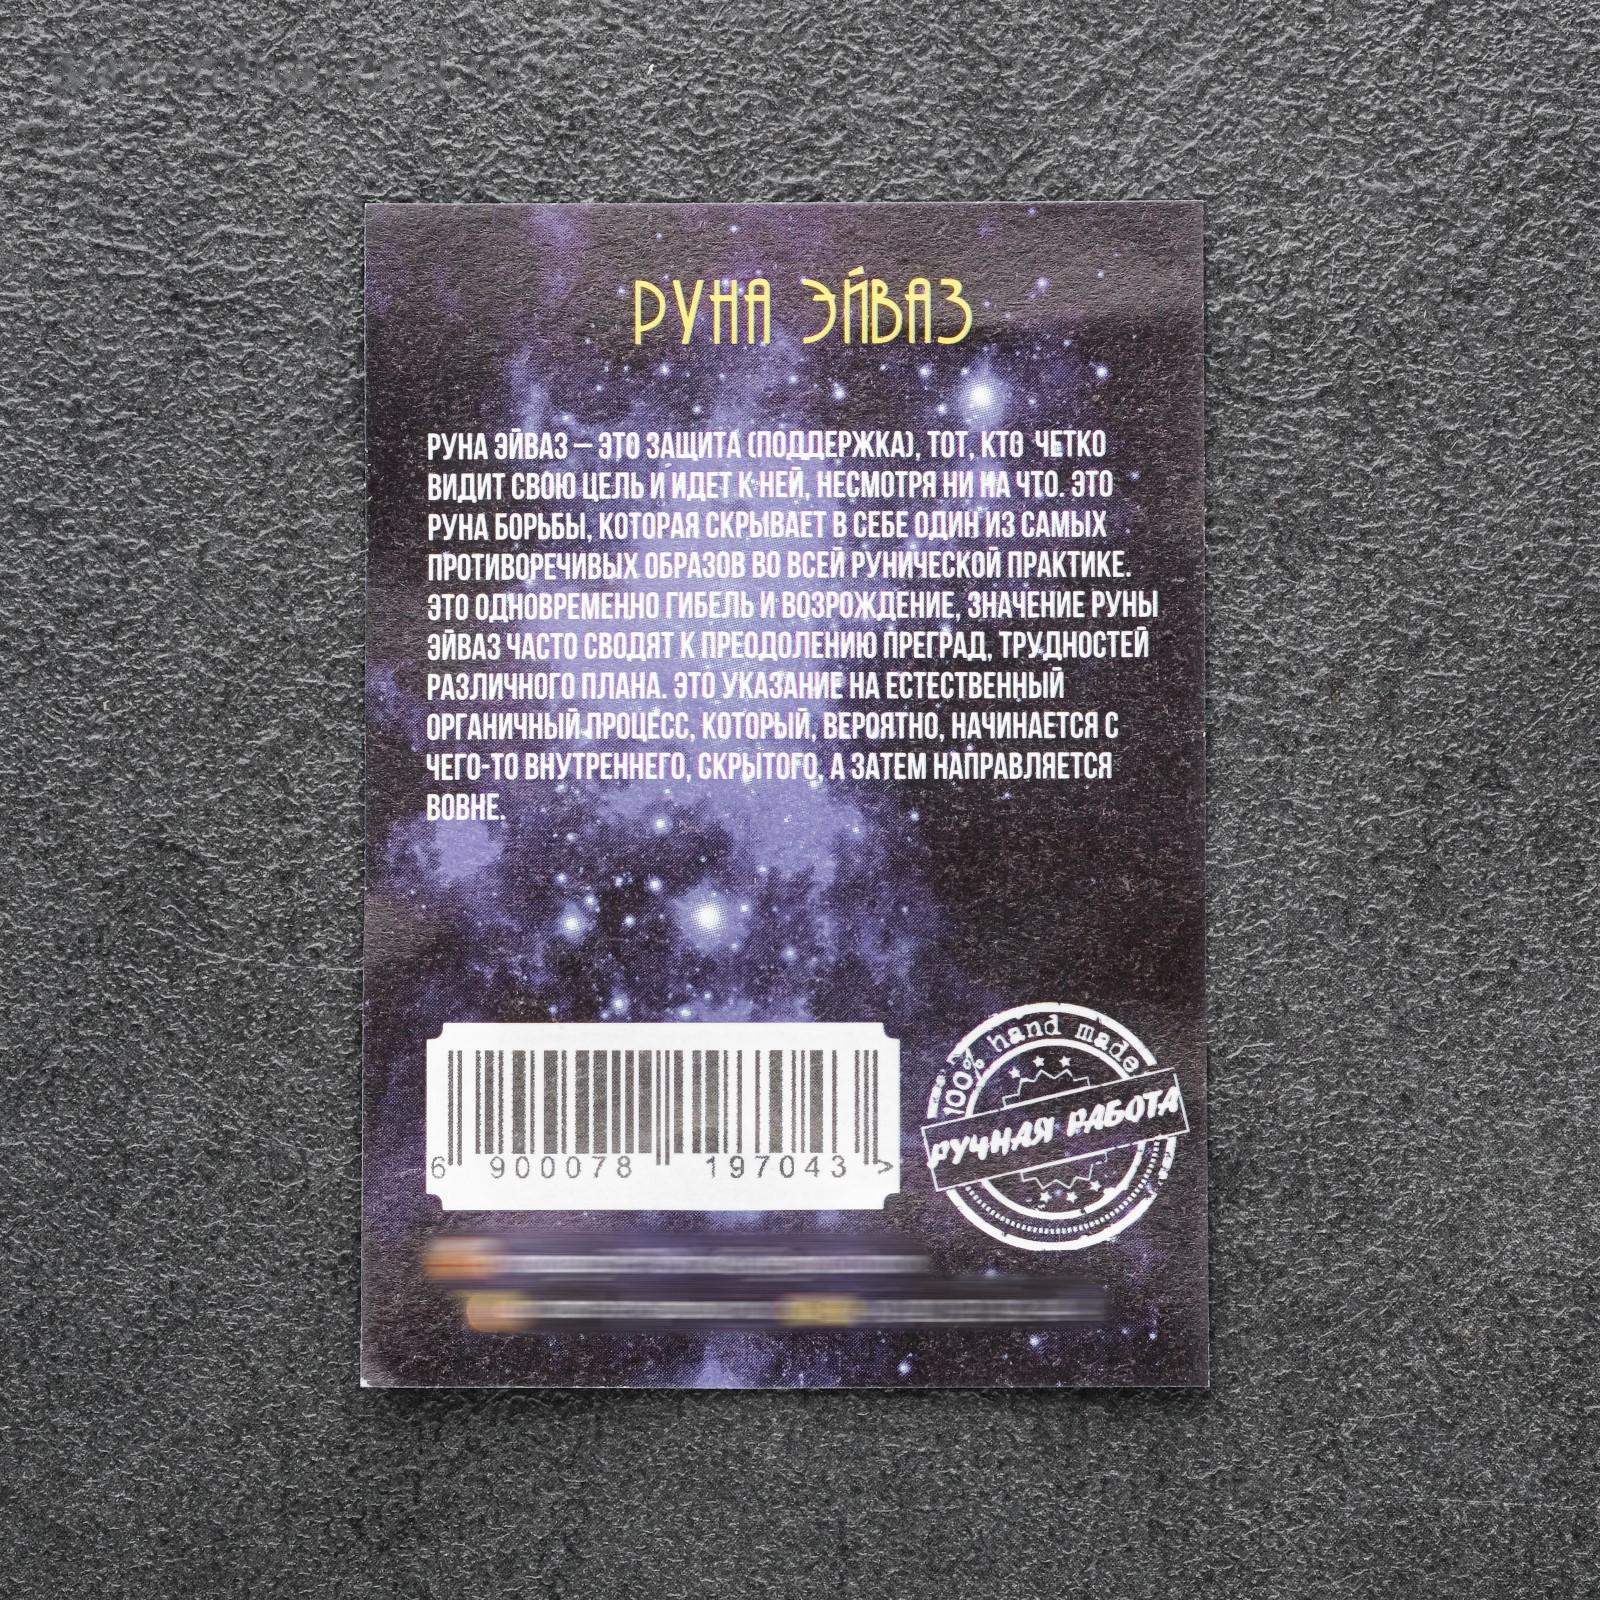 РУНА ЭЙВАЗ
РУНА ЭЙВАЗ – ЭТО ЗАЩИТА (ПОДДЕРЖКА), ТОТ, КТО ЧЕТКО
ВИДИТ СВОЮ ЦЕЛЬ И ИДЕТ К НЕЙ, НЕСМОТРЯ НИ НА ЧТО. ЭТО
РУНА БОРЬБЫ, КОТОРАЯ СКРЫВАЕТ В СЕБЕ ОДИН ИЗ САМЫХ
ПРОТИВОРЕЧИВЫХ ОБРАЗОВ ВО ВСЕЙ РУНИЧЕСКОЙ ПРАКТИКЕ.
ЭТО ОДНОВРЕМЕННО ГИБЕЛЬ И ВОЗРОЖДЕНИЕ, ЗНАЧЕНИЕ РУНЫ
ЭЙВАЗ ЧАСТО СВОДЯТ К ПРЕОДОЛЕНИЮ ПРЕГРАД, ТРУДНОСТЕЙ
РАЗЛИЧНОГО ПЛАНА. ЭТО УКАЗАНИЕ НА ЕСТЕСТВЕННЫЙ
ОРГАНИЧНЫЙ ПРОЦЕСС, КОТОРЫЙ, ВЕРОЯТНО, НАЧИНАЕТСЯ С
ЧЕГО-ТО ВНУТРЕННЕГО, СКРЫТОГО, А ЗАТЕМ НАПРАВЛЯЕТСЯ
ВОВНЕ.
100% hand made
РУЧНАЯ РАБОТА
6 900078 197043 >